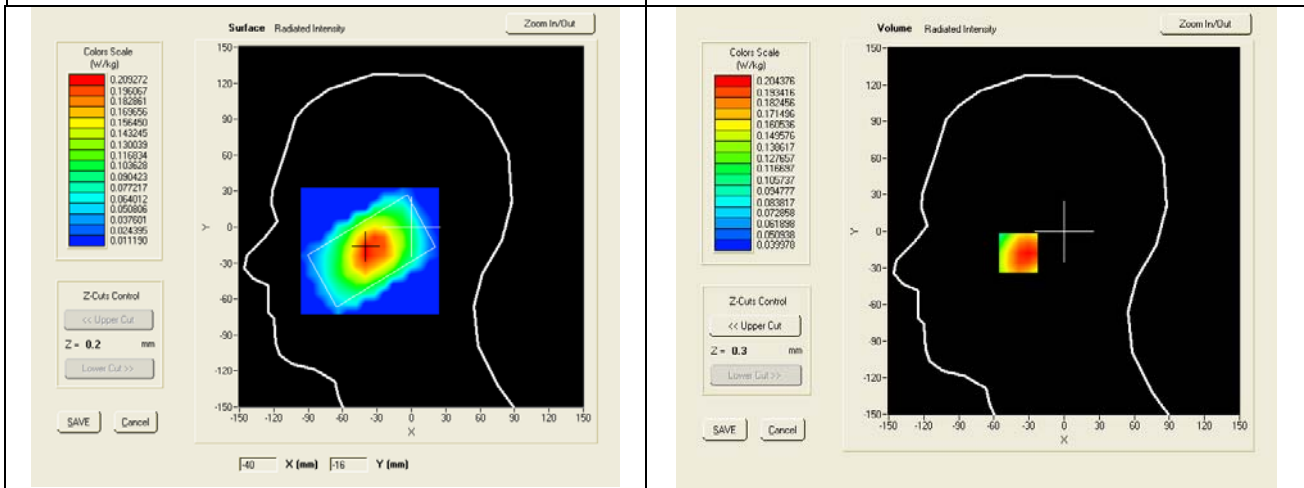 Surface Radiated Intensity
Zoom In/Out
Colors Scale
(W/kg)
0.209272
0.196067
0.182861
0.169656
0.156450
0.143245
0.130039
0.116834
0.103628
0.090423
0.077217
0.064012
0.050806
0.037601
0.024395
0.011190
Z-Cuts Control
<< Upper Cut
Z = 0.2 mm
Lower Cut >>
SAVE Cancel
150
120
90
60
30
0
-30
-60
-90
-120
-150
Y
-150 -120 -90 -60 -30 0 30 60 90 120 150
X
-40 X (mm) -16 Y (mm)
Volume Radiated Intensity
Zoom In/Out
Colors Scale
(W/kg)
0.204376
0.193416
0.182456
0.171496
0.160536
0.149576
0.138617
0.127657
0.116697
0.105737
0.094777
0.083817
0.072858
0.061898
0.050938
0.039978
Z-Cuts Control
<< Upper Cut
Z = 0.3 mm
Lower Cut >>
SAVE Cancel
150
120
90
60
30
0
-30
-60
-90
-120
-150
Y
-150 -120 -90 -60 -30 0 30 60 90 120 150
X